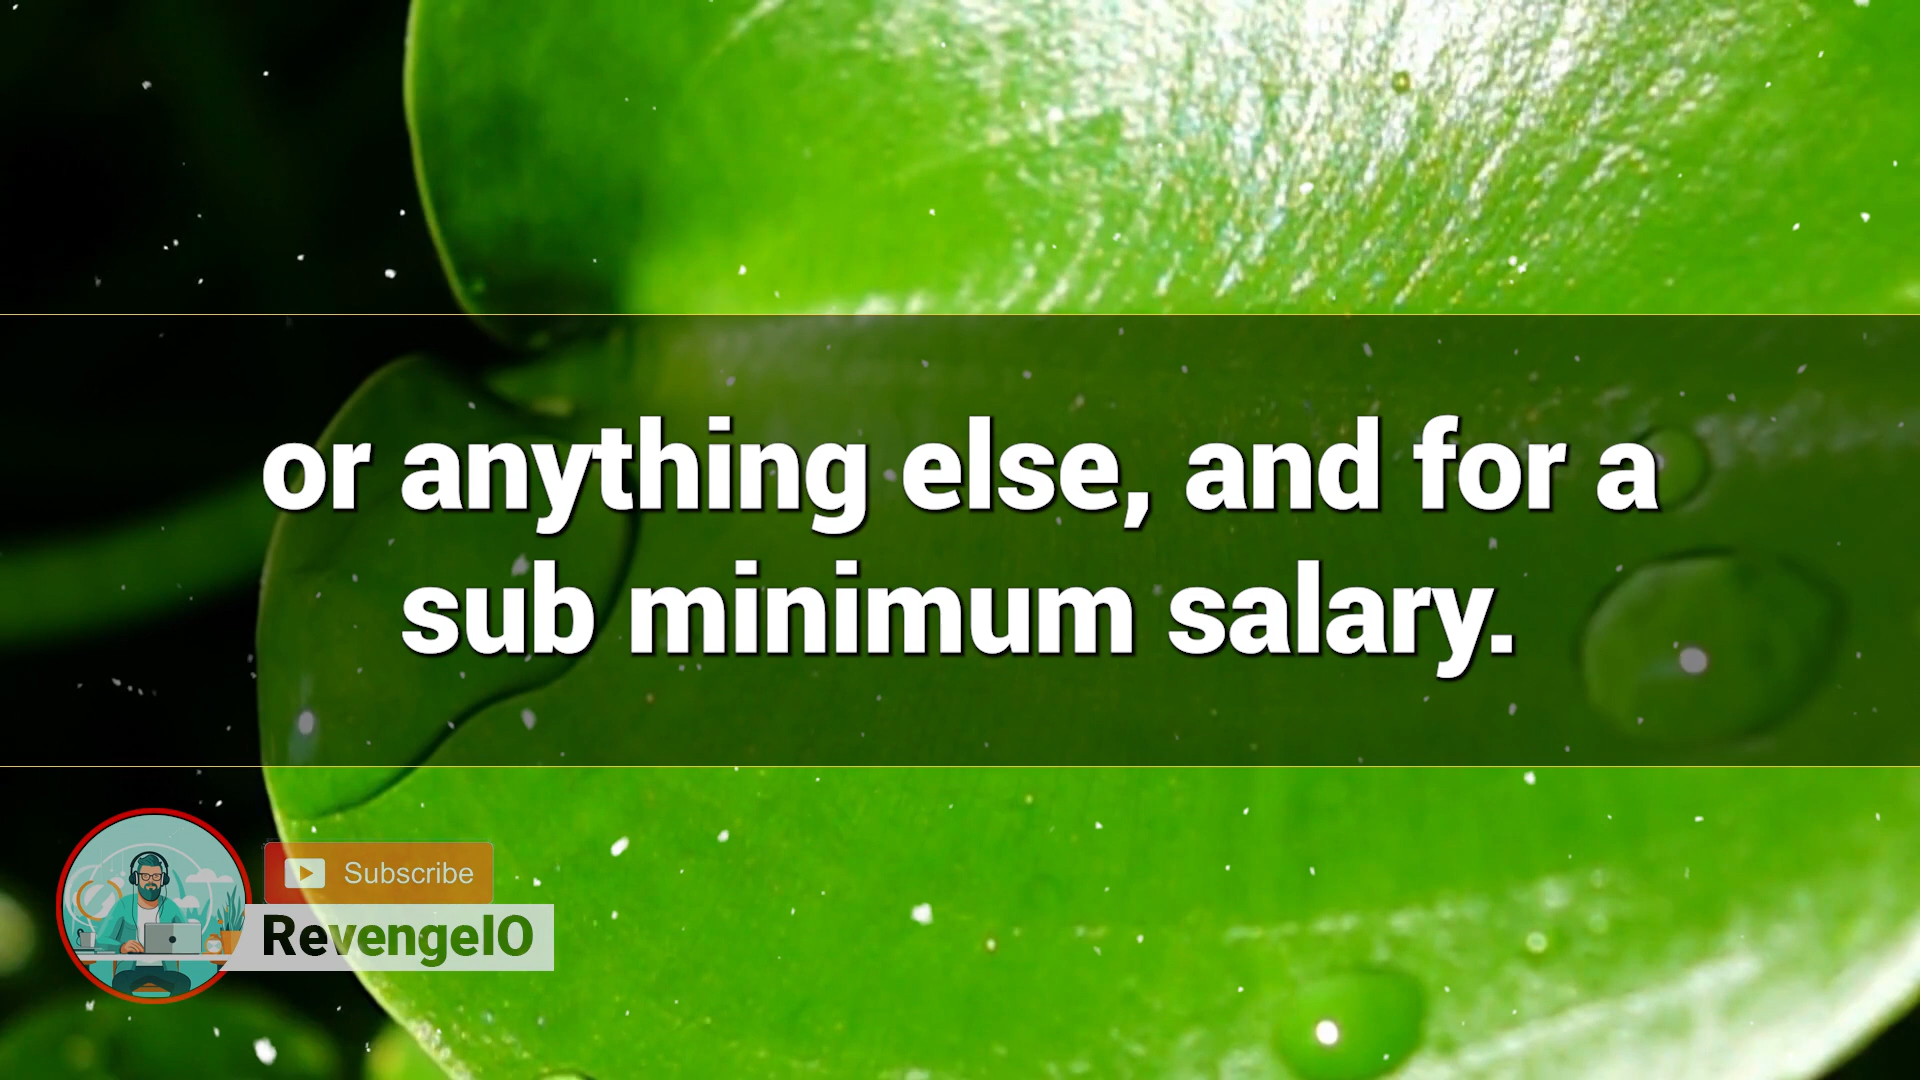 or anything else, and for a
sub minimum salary.
Subscribe
RevengeIO